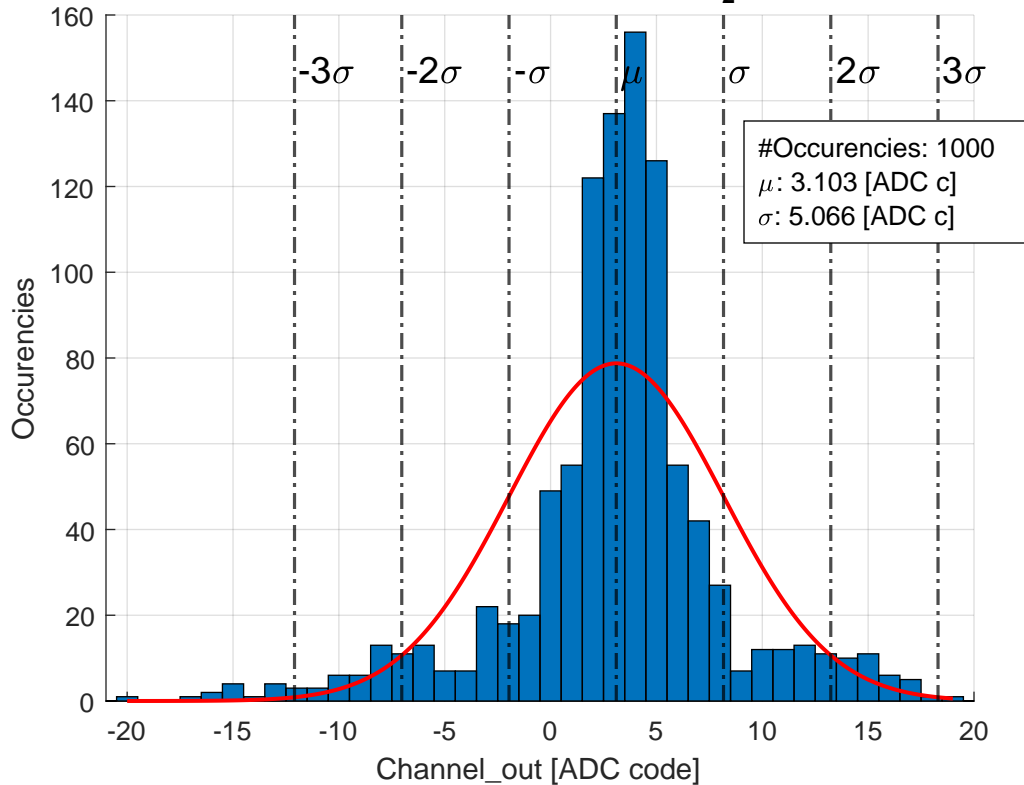 160
140
120
100
80
60
40
20
0
Occurencies
-3σ
-2σ
-σ
μ
σ
2σ
3σ
#Occurencies: 1000
μ: 3.103 [ADC c]
σ: 5.066 [ADC c]
-20
-15
-10
-5
0
5
10
15
20
Channel_out [ADC code]